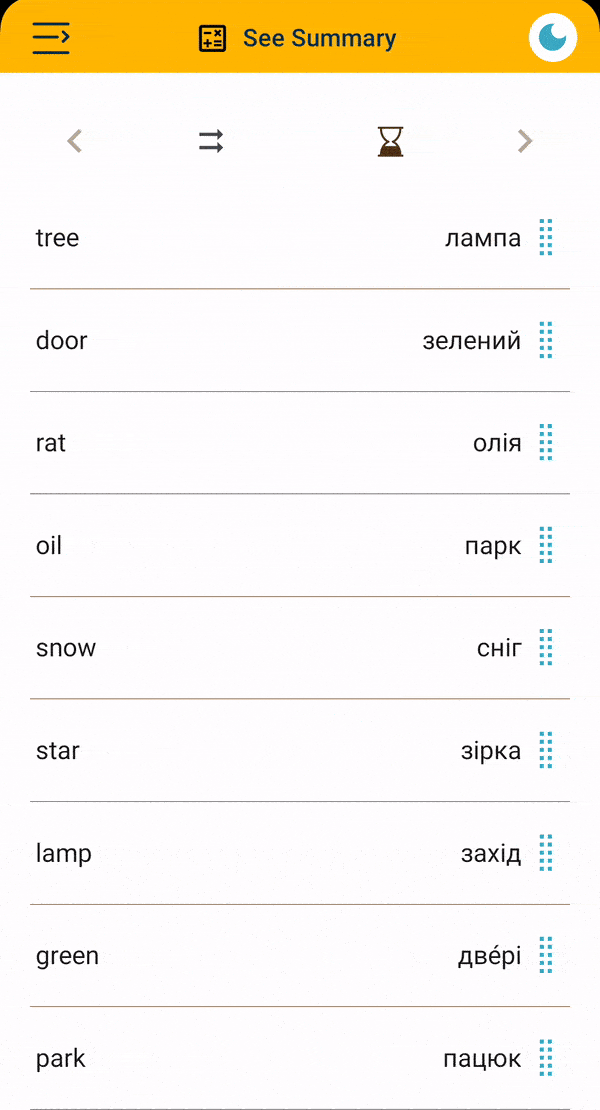 See Summary
tree лампа
door зелений
rat олія
oil парк
snow сніг
star зірка
lamp захід
green двéрі
park пацюк